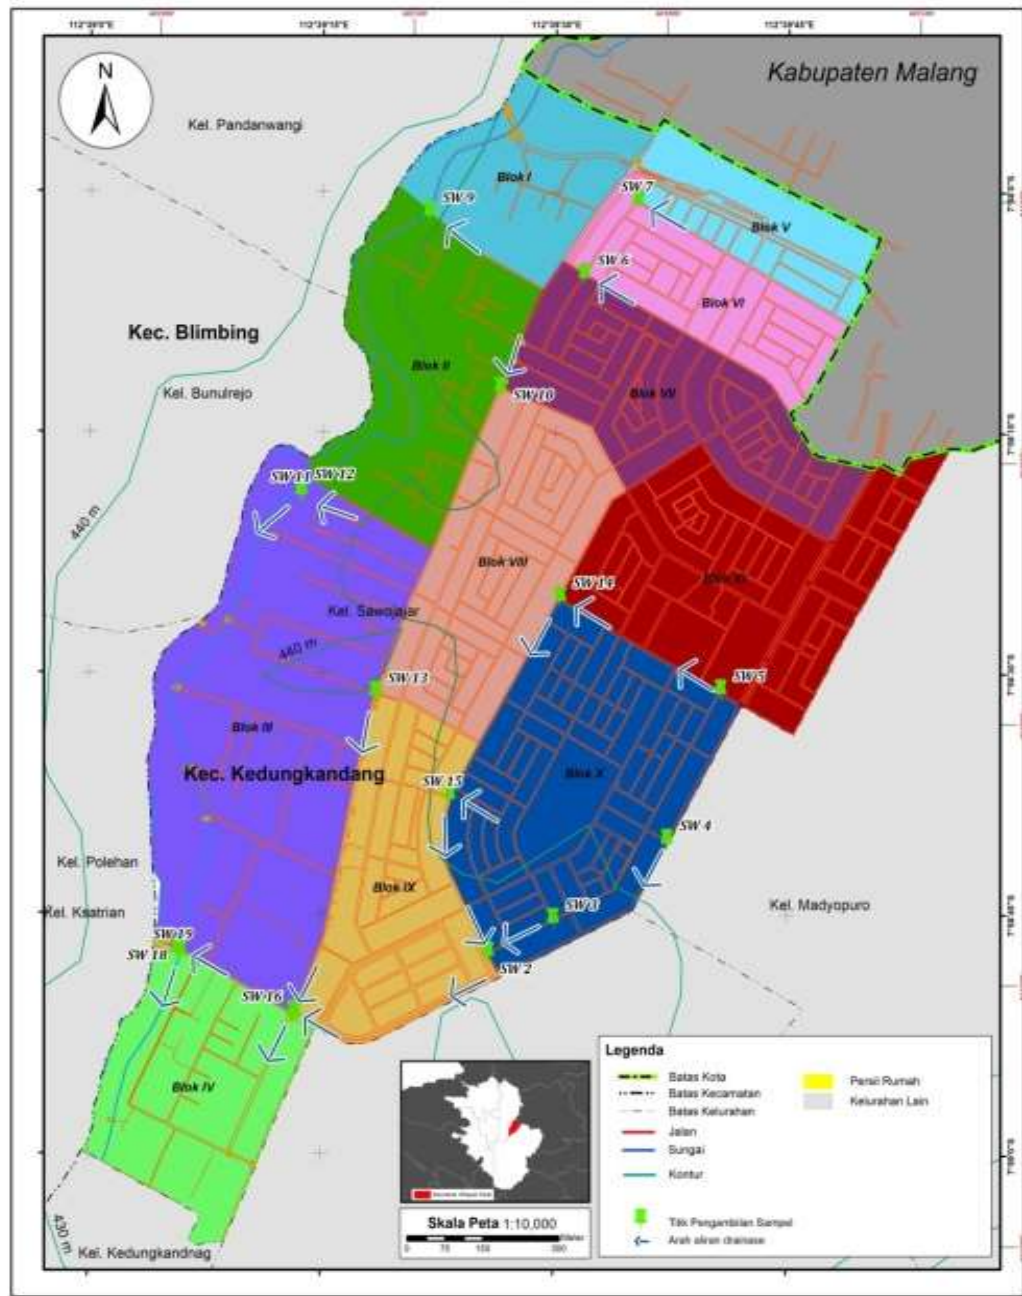 112°39'0"E
112°39'15"E
112°39'30"E
112°39'45"E
N
Kabupaten Malang
Kel. Pandanwangi
Blok I
SW 9
SW 7
Blok V
SW 6
Blok VI
Kec. Blimbing
Blok II
Kel. Bunulrejo
SW 10
Blok VII
SW 11
SW 12
440 m
Blok VIII
SW 14
Kel. Sawojajar
440 m
SW 13
SW 5
Blok III
Kec. Kedungkandang
SW 15
Blok X
SW 4
Kel. Polehan
Blok IX
Kel. Ksatrian
SW 3
Kel. Madyopuro
SW 19
SW 18
SW 2
SW 16
Blok IV
430 m
Kel. Kedungkandnag
Skala Peta 1:10,000
Legenda
Batas Kota
Batas Kecamatan
Batas Kelurahan
Jalan
Sungai
Kontur
Persil Rumah
Kelurahan Lain
Titik Pengambilan Sampel
Arah aliran drainase